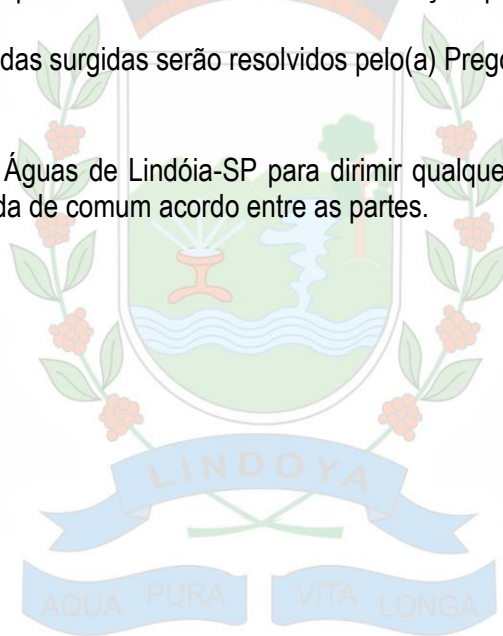 das surgidas serão resolvidos pelo(a) Prego
Águas de Lindóia-SP para dirimir qualque
da de comum acordo entre as partes.
LINDOYA
AQUA PURA VITA LONGA